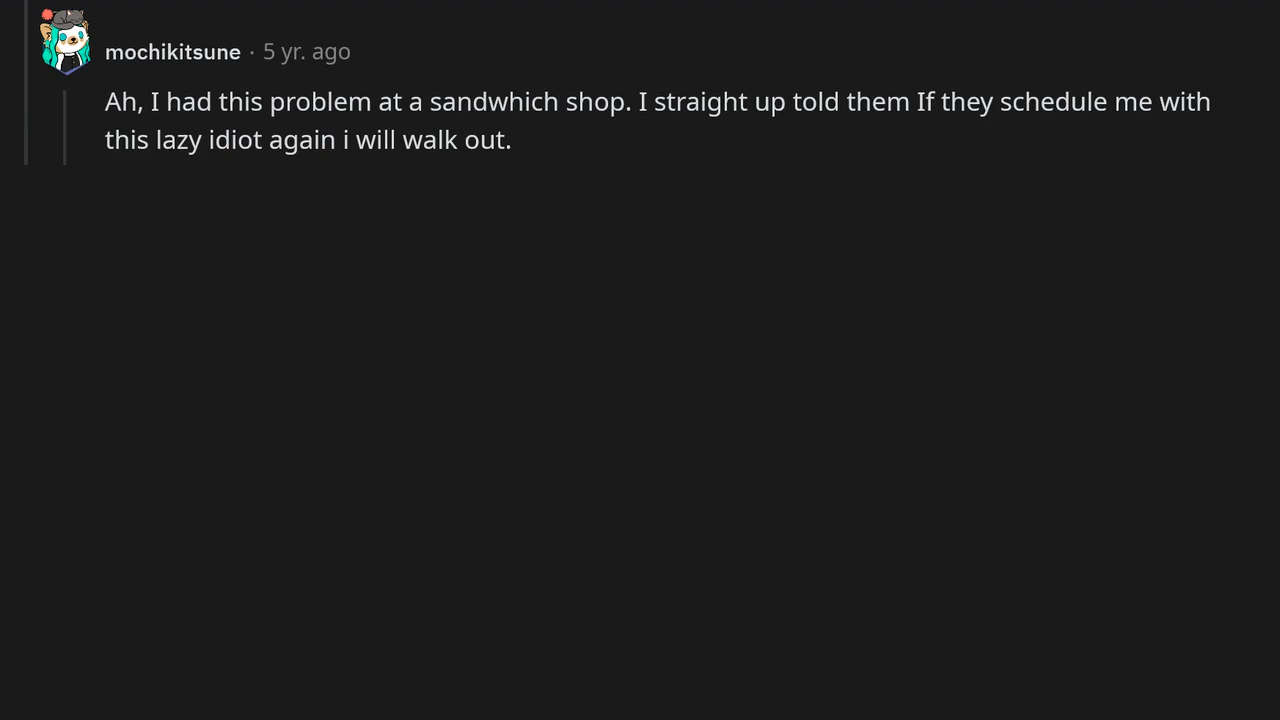 mochikitsune · 5 yr. ago
Ah, I had this problem at a sandwhich shop. I straight up told them If they schedule me with
this lazy idiot again i will walk out.